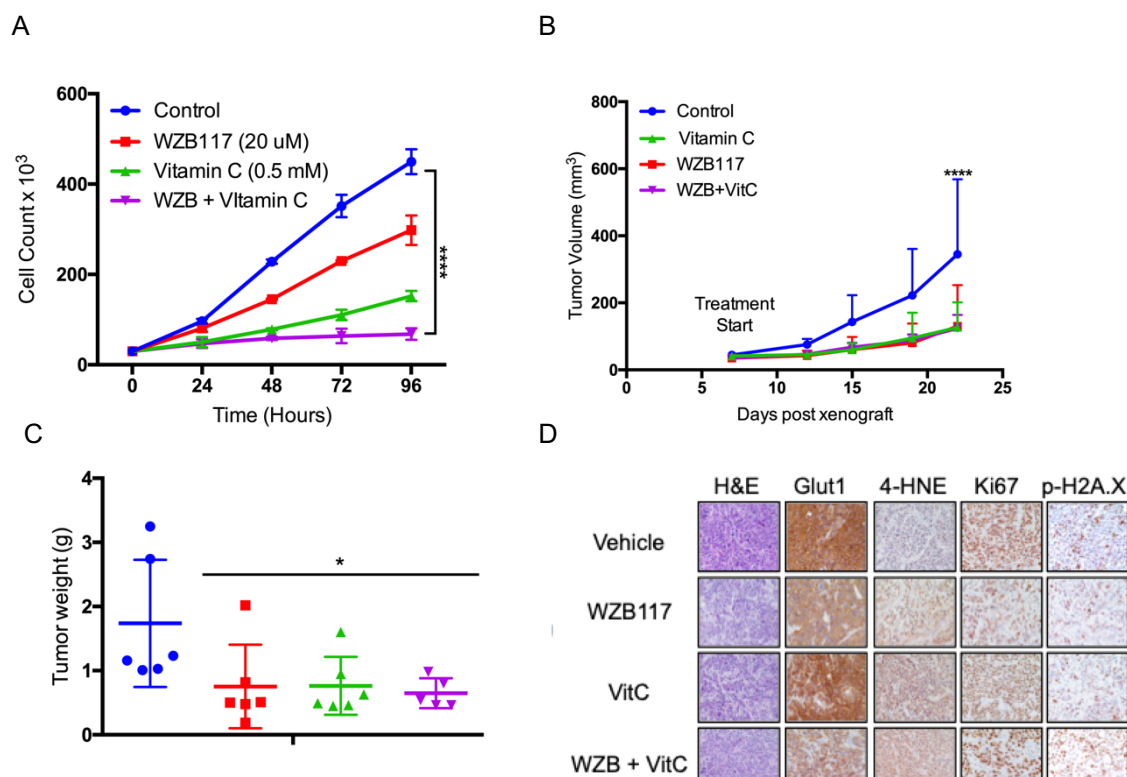 A
600
400
200
0
Cell Count x 10³
Control
WZB117 (20 uM)
Vitamin C (0.5 mM)
WZB + VItamin C
****
0 24 48 72 96
Time (Hours)
B
800
600
400
200
0
Tumor Volume (mm³)
Control
Vitamin C
WZB117
WZB+VitC
****
Treatment
Start
0 5 10 15 20 25
Days post xenograft
C
4
3
2
1
0
Tumor weight (g)
*
D
H&E Glut1 4-HNE Ki67 p-H2A.X
Vehicle
WZB117
VitC
WZB + VitC